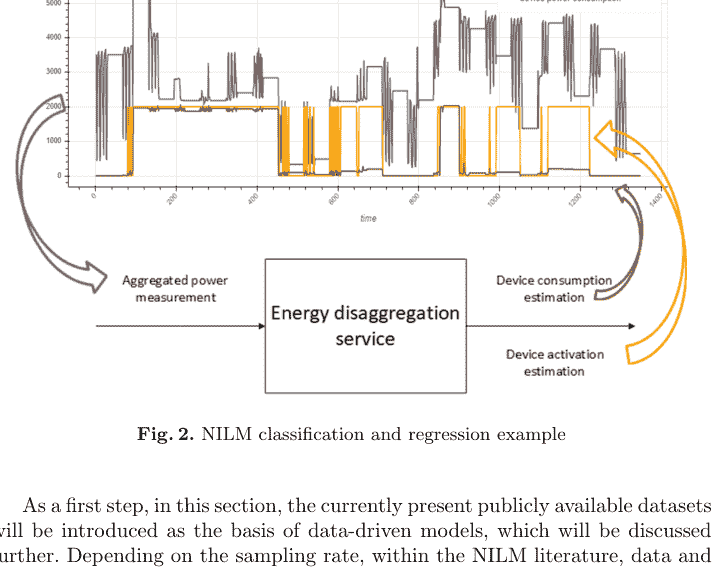 5000
4000
3000
2000
1000
0
0 200 400 600 800 1000 1200 1400
time
Aggregated power
measurement
Energy disaggregation
service
Device consumption
estimation
Device activation
estimation
Fig. 2. NILM classification and regression example
As a first step, in this section, the currently present publicly available datasets
will be introduced as the basis of data-driven models, which will be discussed
further. Depending on the sampling rate, within the NILM literature, data and